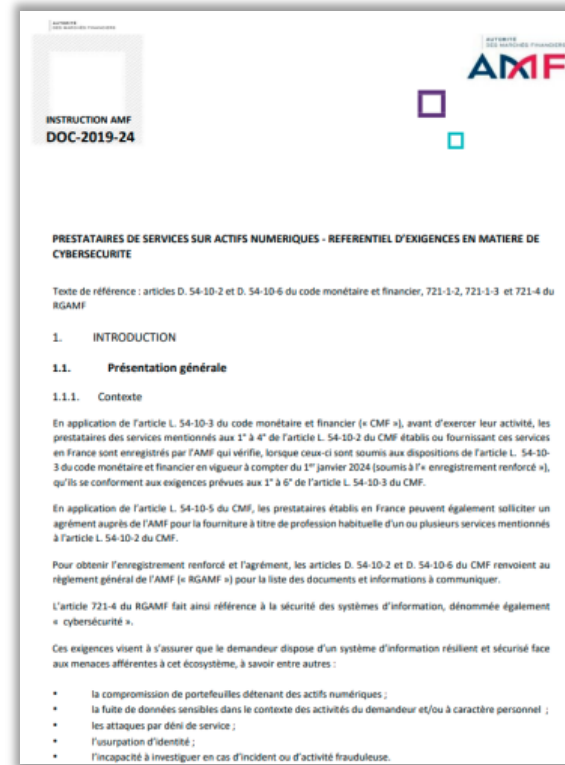 AUTORITÉ
DES MARCHÉS FINANCIERS
AUTORITÉ
DES MARCHÉS FINANCIERS
AMF
INSTRUCTION AMF
DOC-2019-24
PRESTATAIRES DE SERVICES SUR ACTIFS NUMERIQUES - REFERENTIEL D'EXIGENCES EN MATIERE DE
CYBERSECURITE
Texte de référence : articles D. 54-10-2 et D. 54-10-6 du code monétaire et financier, 721-1-2, 721-1-3 et 721-4 du
RGAMF
1. INTRODUCTION
1.1. Présentation générale
1.1.1. Contexte
En application de l'article L. 54-10-3 du code monétaire et financier (« CMF »), avant d'exercer leur activité, les
prestataires des services mentionnés aux 1° à 4° de l'article L. 54-10-2 du CMF établis ou fournissant ces services
en France sont enregistrés par l'AMF qui vérifie, lorsque ceux-ci sont soumis aux dispositions de l'article L. 54-10-
3 du code monétaire et financier en vigueur à compter du 1er janvier 2024 (soumis à l'« enregistrement renforcé »),
qu'ils se conforment aux exigences prévues aux 1° à 6° de l'article L. 54-10-3 du CMF.
En application de l'article L. 54-10-5 du CMF, les prestataires établis en France peuvent également solliciter un
agrément auprès de l'AMF pour la fourniture à titre de profession habituelle d'un ou plusieurs services mentionnés
à l'article L. 54-10-2 du CMF.
Pour obtenir l'enregistrement renforcé et l'agrément, les articles D. 54-10-2 et D. 54-10-6 du CMF renvoient au
règlement général de l'AMF (« RGAMF ») pour la liste des documents et informations à communiquer.
L'article 721-4 du RGAMF fait ainsi référence à la sécurité des systèmes d'information, dénommée également
« cybersécurité ».
Ces exigences visent à s'assurer que le demandeur dispose d'un système d'information résilient et sécurisé face
aux menaces afférentes à cet écosystème, à savoir entre autres :
• la compromission de portefeuilles détenant des actifs numériques ;
• la fuite de données sensibles dans le contexte des activités du demandeur et/ou à caractère personnel ;
• les attaques par déni de service ;
• l'usurpation d'identité ;
• l'incapacité à investiguer en cas d'incident ou d'activité frauduleuse.